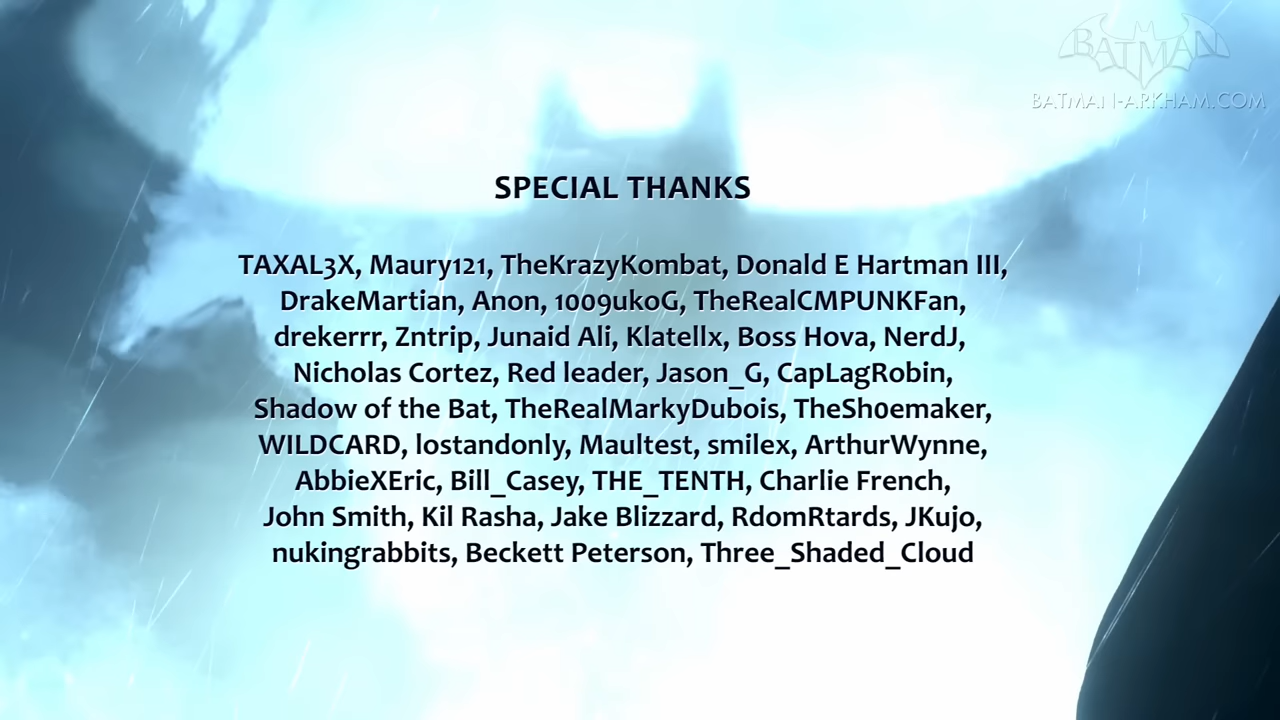 BATMAN
BATMAN-ARKHAM.COM
SPECIAL THANKS
TAXAL3X, Maury121, TheKrazyKombat, Donald E Hartman III,
DrakeMartian, Anon, 1009ukoG, TheRealCMPUNKFan,
drekerrr, Zntrip, Junaid Ali, Klatellx, Boss Hova, NerdJ,
Nicholas Cortez, Red leader, Jason_G, CapLagRobin,
Shadow of the Bat, TheRealMarkyDubois, TheSh0emaker,
WILDCARD, lostandonly, Maultest, smilex, ArthurWynne,
AbbieXEric, Bill_Casey, THE_TENTH, Charlie French,
John Smith, Kil Rasha, Jake Blizzard, RdomRtards, JKujo,
nukingrabbits, Beckett Peterson, Three_Shaded_Cloud